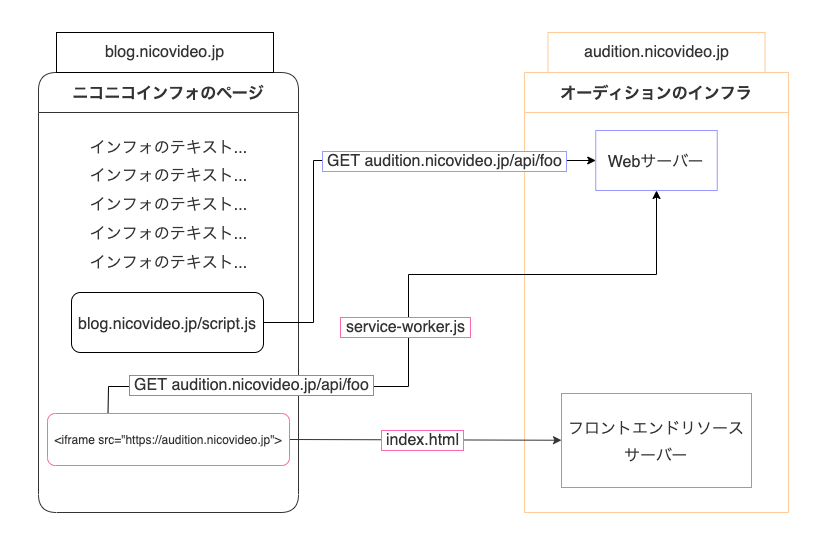 blog.nicovideo.jp
ニコニコインフォのページ
インフォのテキスト...
インフォのテキスト...
インフォのテキスト...
インフォのテキスト...
インフォのテキスト...
blog.nicovideo.jp/script.js
GET audition.nicovideo.jp/api/foo
<iframe src="https://audition.nicovideo.jp">
GET audition.nicovideo.jp/api/foo
service-worker.js
index.html
audition.nicovideo.jp
オーディションのインフラ
Webサーバー
フロントエンドリソース
サーバー